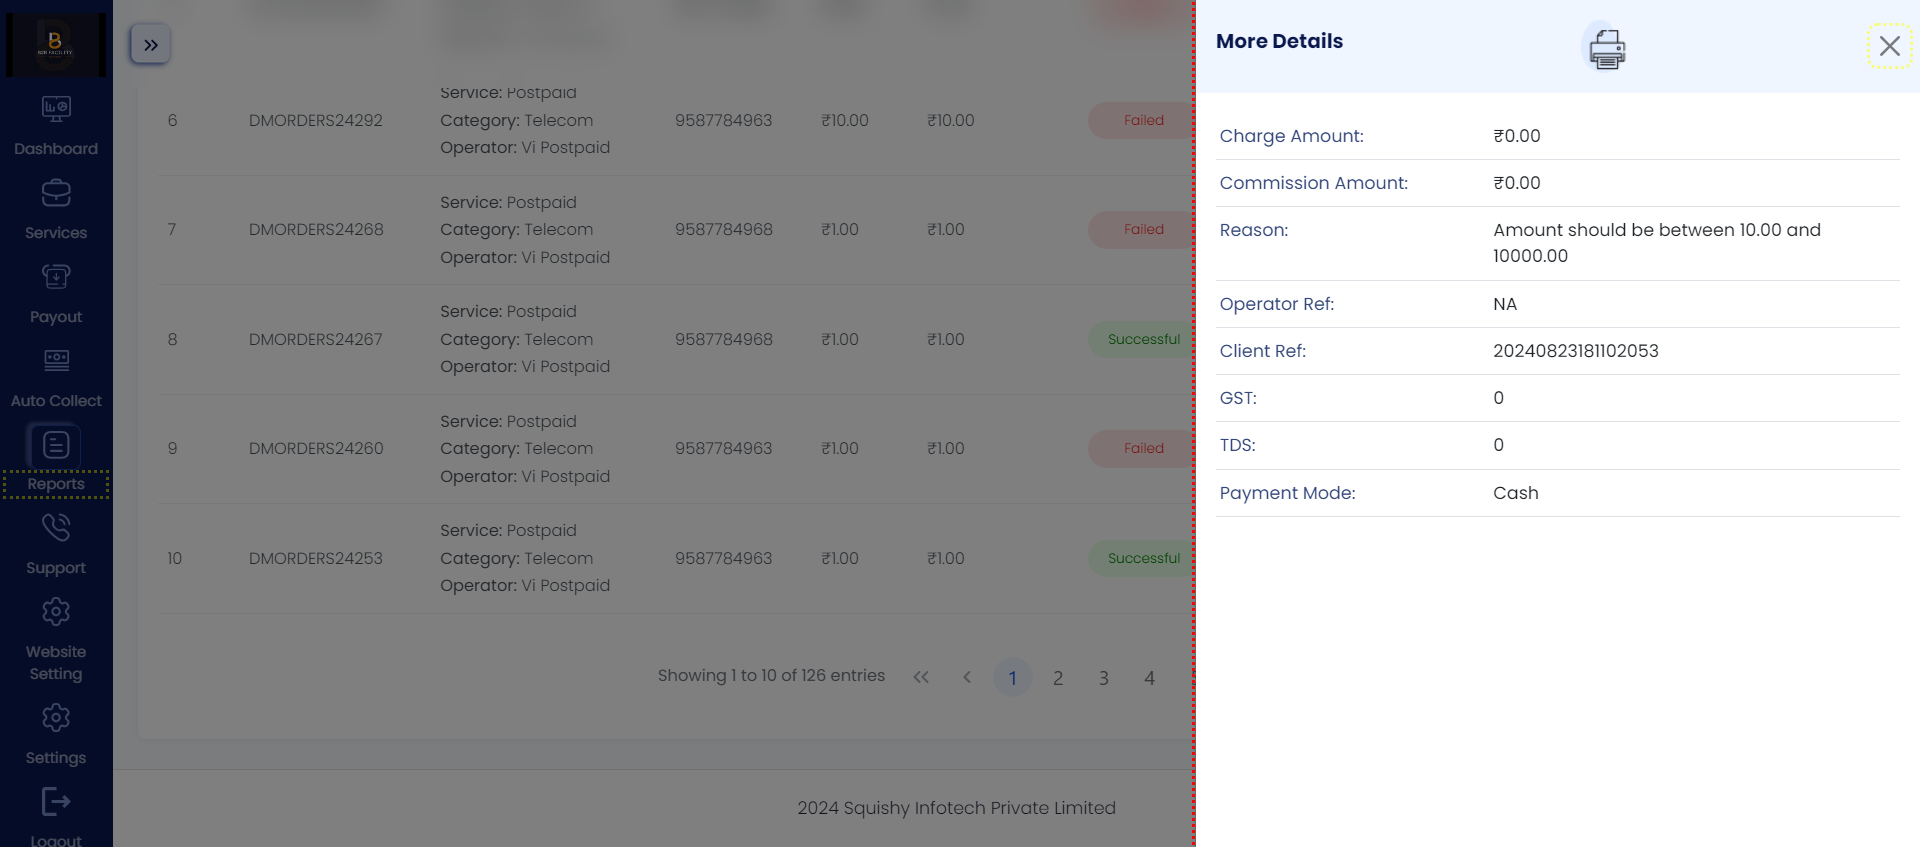 B2B FACILITY
Dashboard
Services
Payout
Auto Collect
Reports
Support
Website
Setting
Settings
Logout
Service: Postpaid
6 DMORDERS24292 Category: Telecom 9587784963 ₹10.00 ₹10.00 Failed
Operator: Vi Postpaid
Service: Postpaid
7 DMORDERS24268 Category: Telecom 9587784968 ₹1.00 ₹1.00 Failed
Operator: Vi Postpaid
Service: Postpaid
8 DMORDERS24267 Category: Telecom 9587784968 ₹1.00 ₹1.00 Successful
Operator: Vi Postpaid
Service: Postpaid
9 DMORDERS24260 Category: Telecom 9587784963 ₹1.00 ₹1.00 Failed
Operator: Vi Postpaid
Service: Postpaid
10 DMORDERS24253 Category: Telecom 9587784963 ₹1.00 ₹1.00 Successful
Operator: Vi Postpaid
Showing 1 to 10 of 126 entries « ‹ 1 2 3 4
2024 Squishy Infotech Private Limited
More Details
Charge Amount: ₹0.00
Commission Amount: ₹0.00
Reason: Amount should be between 10.00 and
10000.00
Operator Ref: NA
Client Ref: 20240823181102053
GST: 0
TDS: 0
Payment Mode: Cash